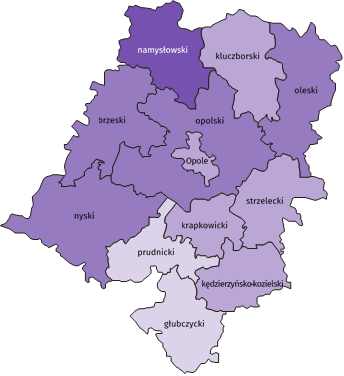 namysłowski
kluczborski
oleski
brzeski
opolski
Opole
strzelecki
nyski
krapkowicki
prudnicki
kędzierzyńsko-kozielski
głubczycki